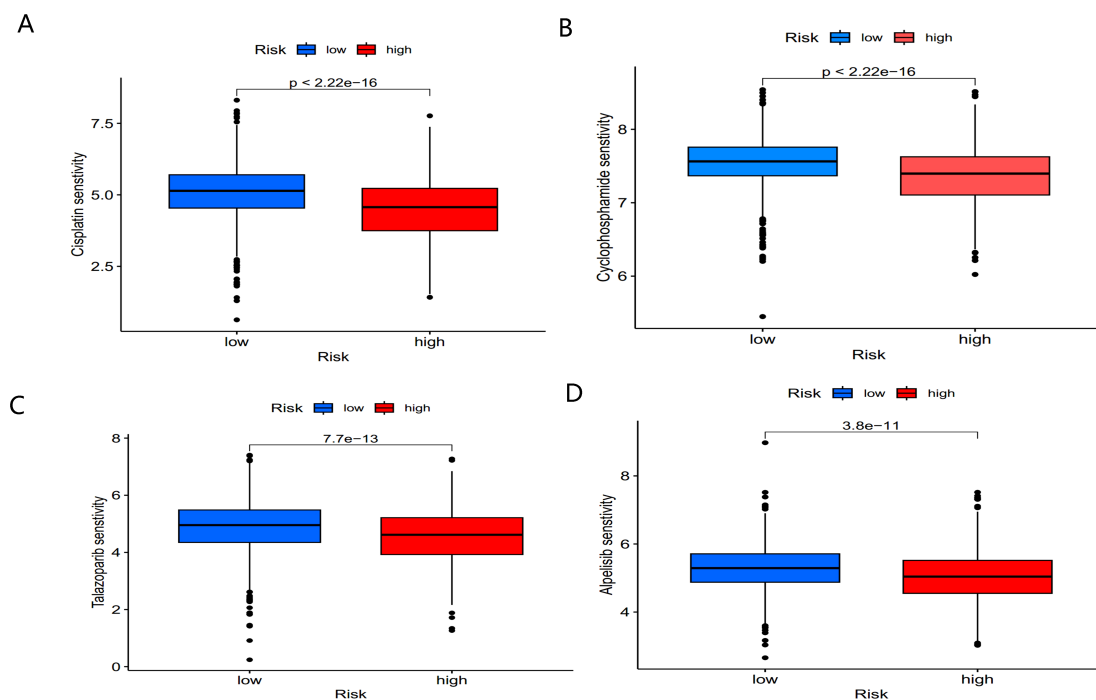 A
Risk low high
p < 2.22e−16
7.5
5.0
2.5
Cisplatin senstivity
low high
Risk
B
Risk low high
p < 2.22e−16
8
7
6
Cyclophosphamide senstivity
low high
Risk
C
Risk low high
7.7e−13
8
6
4
2
0
Talazoparib senstivity
low high
Risk
D
Risk low high
3.8e−11
8
6
4
Alpelisib senstivity
low high
Risk